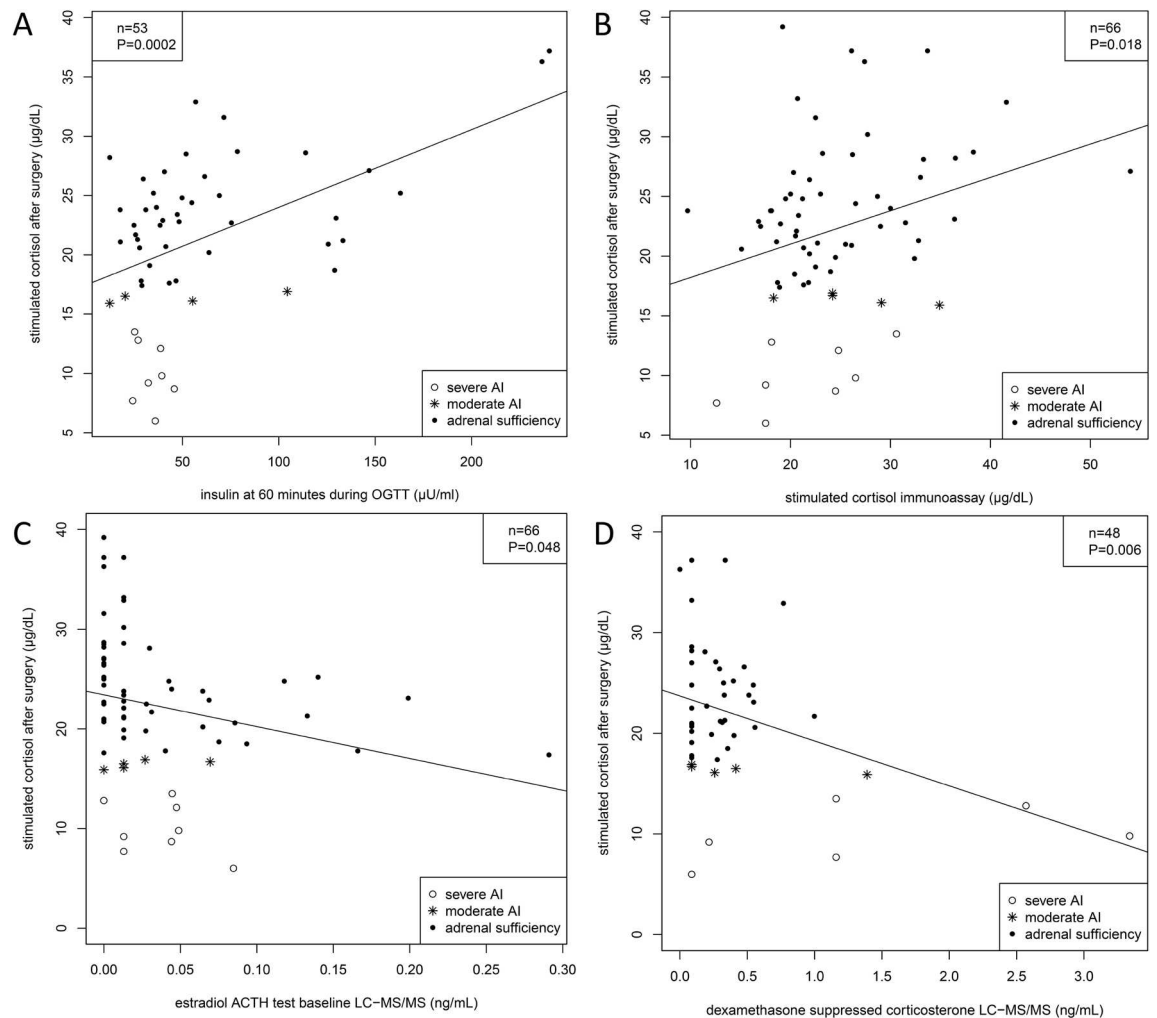 A
n=53
P=0.0002
stimulated cortisol after surgery (µg/dL)
40
35
30
25
20
15
10
5
severe AI
moderate AI
adrenal sufficiency
50
100
150
200
insulin at 60 minutes during OGTT (µU/ml)
B
n=66
P=0.018
stimulated cortisol after surgery (µg/dL)
40
35
30
25
20
15
10
5
severe AI
moderate AI
adrenal sufficiency
10
20
30
40
50
stimulated cortisol immunoassay (µg/dL)
C
n=66
P=0.048
stimulated cortisol after surgery (µg/dL)
40
30
20
10
0
severe AI
moderate AI
adrenal sufficiency
0.00
0.05
0.10
0.15
0.20
0.25
0.30
estradiol ACTH test baseline LC−MS/MS (ng/mL)
D
n=48
P=0.006
stimulated cortisol after surgery (µg/dL)
40
30
20
10
0
severe AI
moderate AI
adrenal sufficiency
0.0
0.5
1.0
1.5
2.0
2.5
3.0
dexamethasone suppressed corticosterone LC−MS/MS (ng/mL)